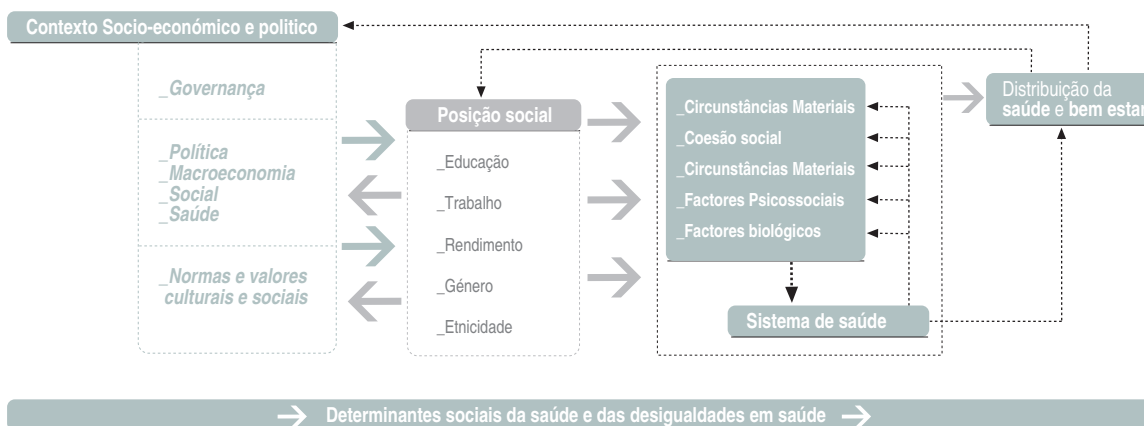 Contexto Socio-económico e politico
_Governança
_Política
_Macroeconomia
_Social
_Saúde
_Normas e valores
culturais e sociais
Posição social
_Educação
_Trabalho
_Rendimento
_Género
_Etnicidade
_Circunstâncias Materiais
_Coesão social
_Circunstâncias Materiais
_Factores Psicossociais
_Factores biológicos
Sistema de saúde
Distribuição da
saúde e bem estar
Determinantes sociais da saúde e das desigualdades em saúde